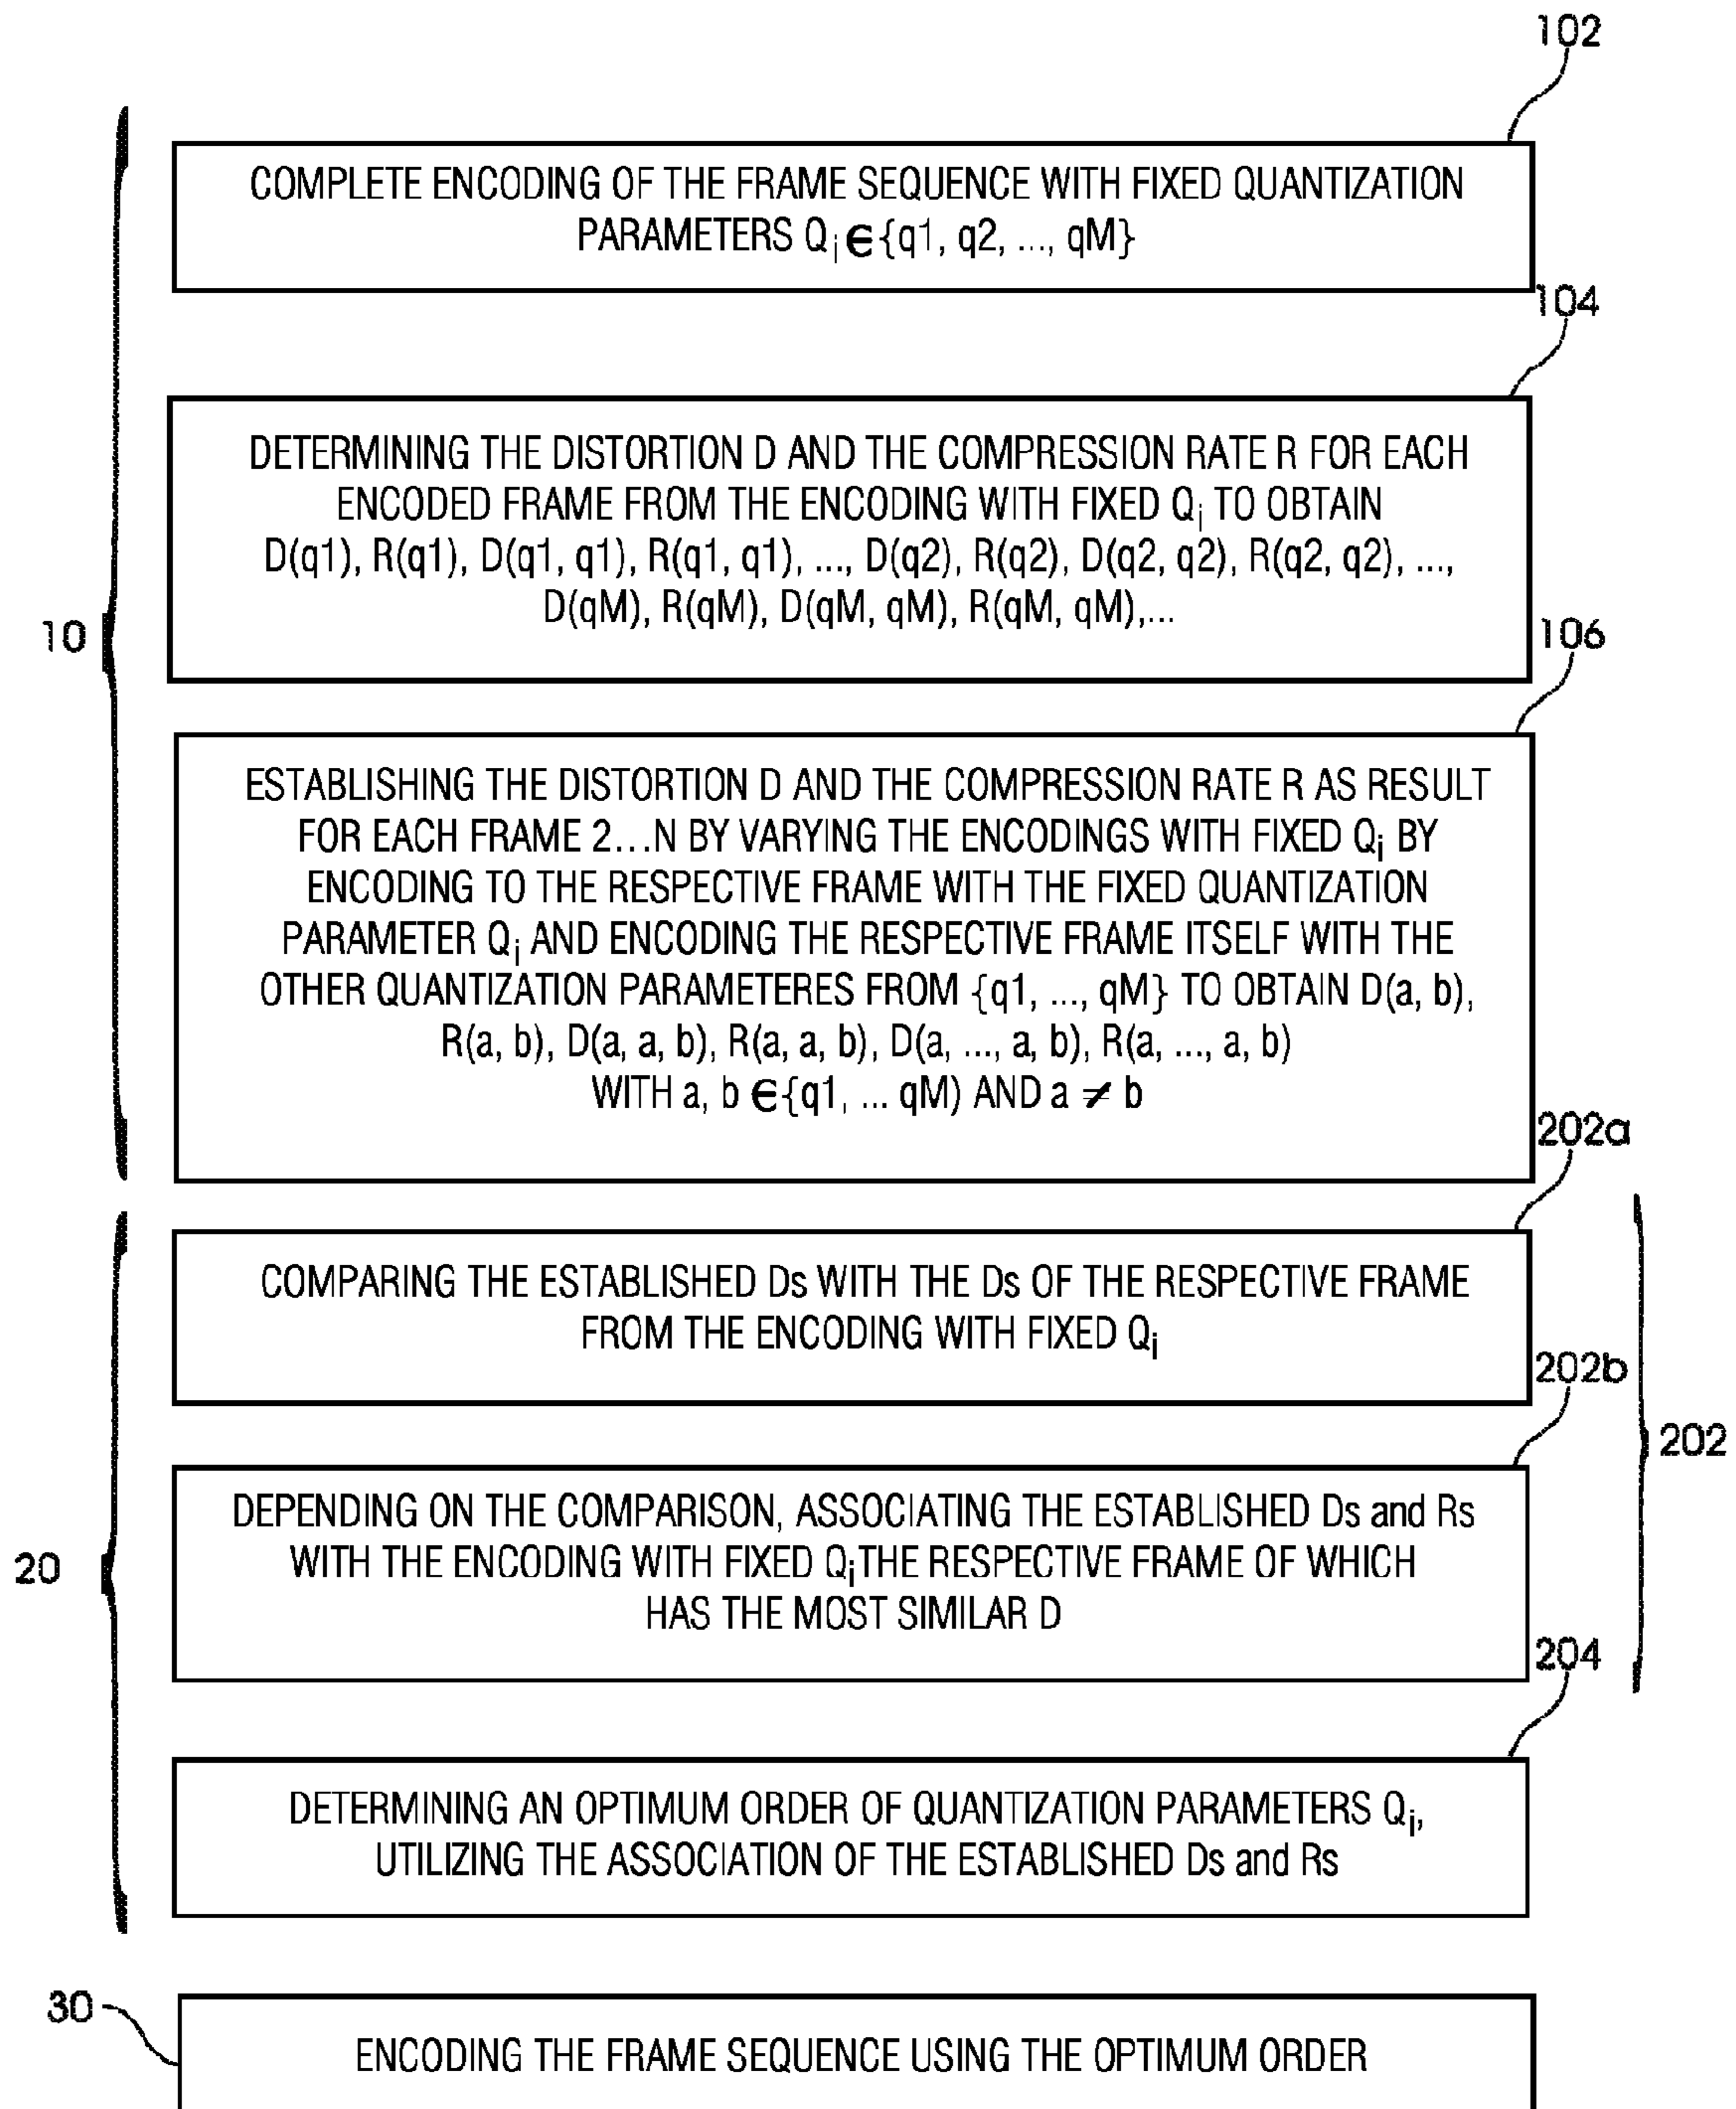 102
COMPLETE ENCODING OF THE FRAME SEQUENCE WITH FIXED QUANTIZATION
PARAMETERS Qi ∈ {q1, q2, ..., qM}
104
DETERMINING THE DISTORTION D AND THE COMPRESSION RATE R FOR EACH
ENCODED FRAME FROM THE ENCODING WITH FIXED Qi TO OBTAIN
D(q1), R(q1), D(q1, q1), R(q1, q1), ..., D(q2), R(q2), D(q2, q2), R(q2, q2), ...,
D(qM), R(qM), D(qM, qM), R(qM, qM),...
10
106
ESTABLISHING THE DISTORTION D AND THE COMPRESSION RATE R AS RESULT
FOR EACH FRAME 2...N BY VARYING THE ENCODINGS WITH FIXED Qi BY
ENCODING TO THE RESPECTIVE FRAME WITH THE FIXED QUANTIZATION
PARAMETER Qi AND ENCODING THE RESPECTIVE FRAME ITSELF WITH THE
OTHER QUANTIZATION PARAMETERES FROM {q1, ..., qM} TO OBTAIN D(a, b),
R(a, b), D(a, a, b), R(a, a, b), D(a, ..., a, b), R(a, ..., a, b)
WITH a, b ∈ {q1, ... qM) AND a ≠ b
202a
COMPARING THE ESTABLISHED Ds WITH THE Ds OF THE RESPECTIVE FRAME
FROM THE ENCODING WITH FIXED Qi
202b
202
DEPENDING ON THE COMPARISON, ASSOCIATING THE ESTABLISHED Ds and Rs
WITH THE ENCODING WITH FIXED Qi THE RESPECTIVE FRAME OF WHICH
HAS THE MOST SIMILAR D
20
204
DETERMINING AN OPTIMUM ORDER OF QUANTIZATION PARAMETERS Qi,
UTILIZING THE ASSOCIATION OF THE ESTABLISHED Ds and Rs
30
ENCODING THE FRAME SEQUENCE USING THE OPTIMUM ORDER